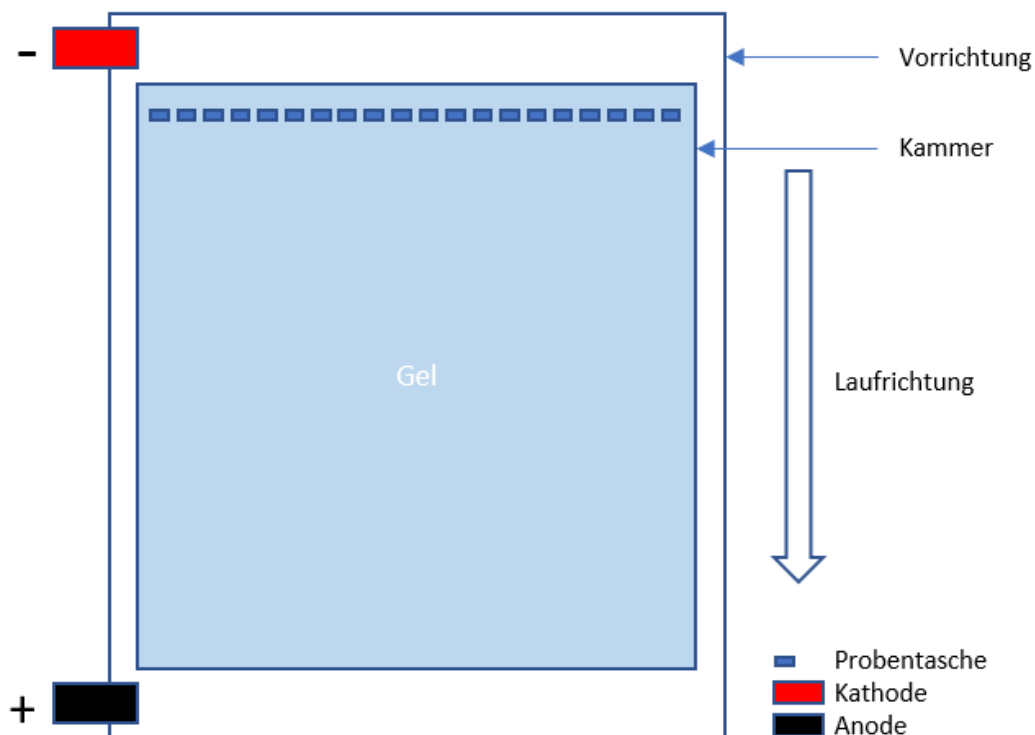 -
Vorrichtung
Kammer
Gel
Laufrichtung
+
Probentasche
Kathode
Anode